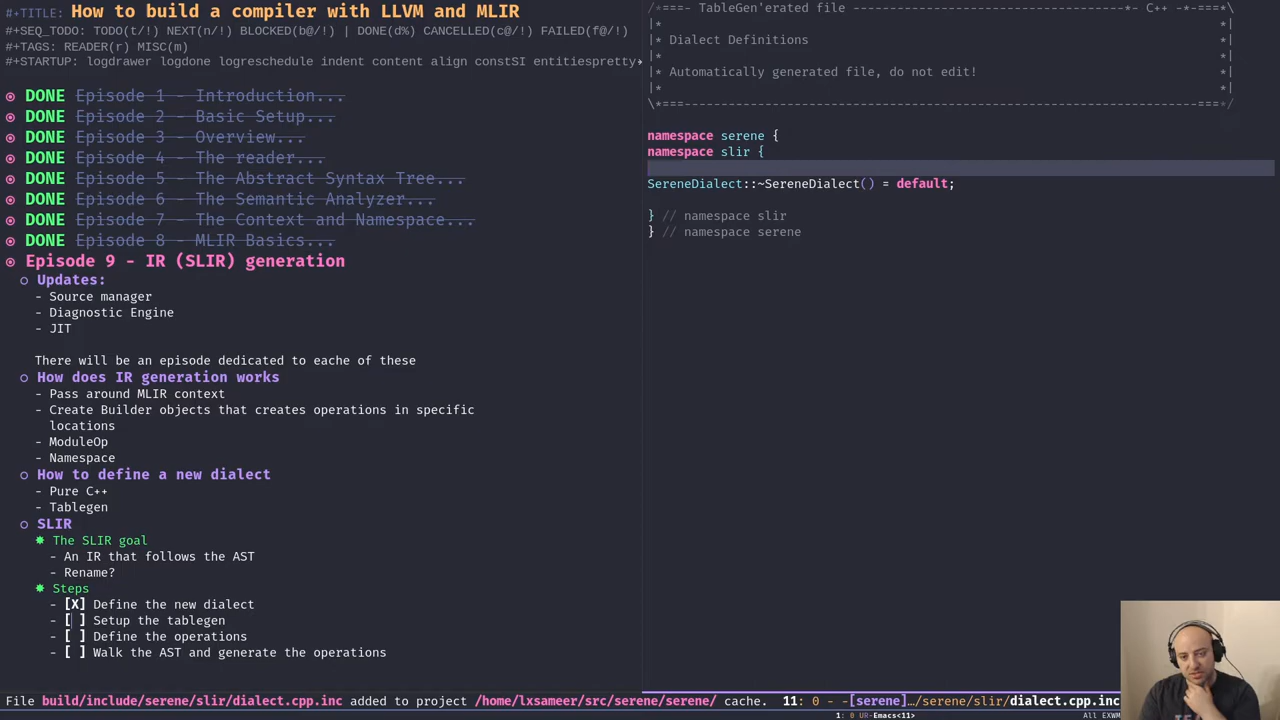 #+TITLE: How to build a compiler with LLVM and MLIR
#+SEQ_TODO: TODO(t/!) NEXT(n/!) BLOCKED(b@/!) | DONE(d%) CANCELLED(c@/!) FAILED(f@/!)
#+TAGS: READER(r) MISC(m)
#+STARTUP: logdrawer logdone logreschedule indent content align constSI entitiespretty
DONE Episode 1 - Introduction...
DONE Episode 2 - Basic Setup...
DONE Episode 3 - Overview...
DONE Episode 4 - The reader...
DONE Episode 5 - The Abstract Syntax Tree...
DONE Episode 6 - The Semantic Analyzer...
DONE Episode 7 - The Context and Namespace...
DONE Episode 8 - MLIR Basics...
Episode 9 - IR (SLIR) generation
Updates:
- Source manager
- Diagnostic Engine
- JIT
There will be an episode dedicated to eache of these
How does IR generation works
- Pass around MLIR context
- Create Builder objects that creates operations in specific
locations
- ModuleOp
- Namespace
How to define a new dialect
- Pure C++
- Tablegen
SLIR
The SLIR goal
- An IR that follows the AST
- Rename?
Steps
- [X] Define the new dialect
- [ ] Setup the tablegen
- [ ] Define the operations
- [ ] Walk the AST and generate the operations
/*===- TableGen'erated file -------------------------------------*- C++ -*-===*\
|* *|
|* Dialect Definitions *|
|* *|
|* Automatically generated file, do not edit! *|
|* *|
\*===----------------------------------------------------------------------===*/
namespace serene {
namespace slir {
SereneDialect::~SereneDialect() = default;
} // namespace slir
} // namespace serene
File build/include/serene/slir/dialect.cpp.inc added to project /home/lxsameer/src/serene/serene/ cache.
11: 0 - -[serene]…/serene/slir/dialect.cpp.inc
1: 0 UR-Emacs<11>
All EXWM